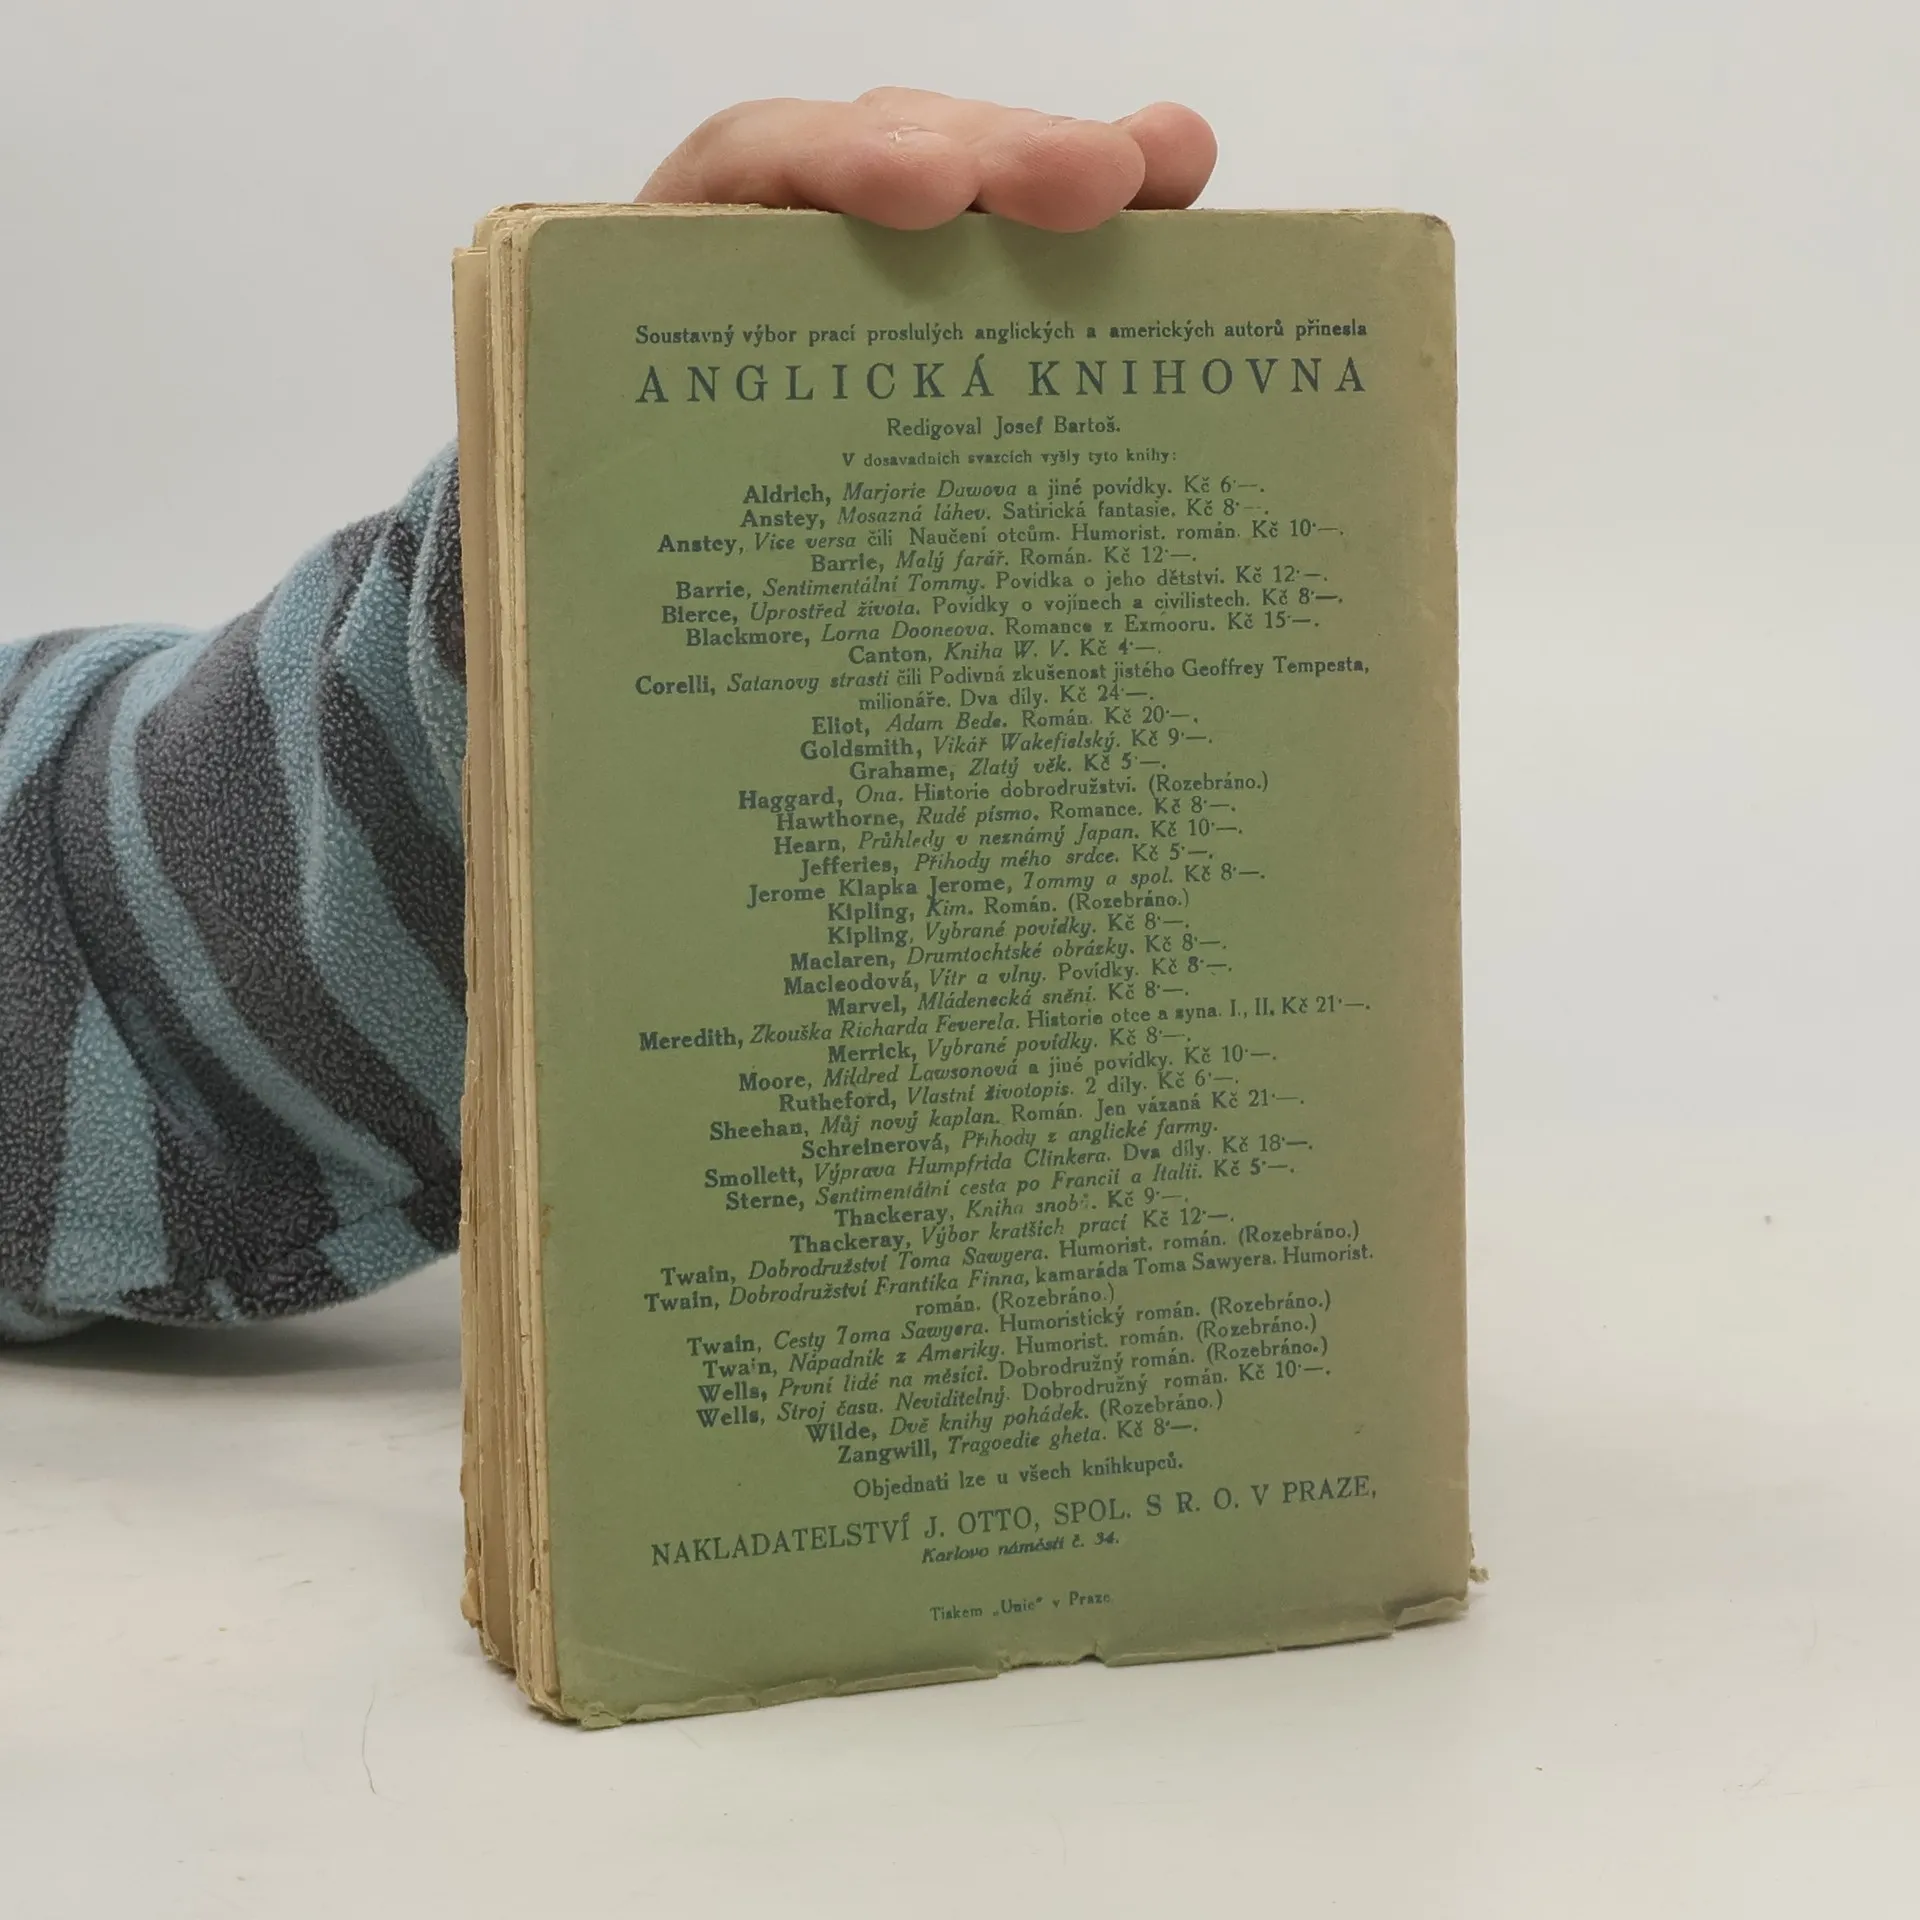 Soustavný výbor prací proslulých anglických a amerických autorů přinesla
ANGLICKÁ KNIHOVNA
Redigoval Josef Bartoš.
V dosavadních svazcích vyšly tyto knihy:
Aldrich, Marjorie Dawova a jiné povídky. Kč 6·—.
Anstey, Mosazná láhev. Satirická fantasie. Kč 8·—.
Anstey, Vice versa čili Naučení otcům. Humorist. román. Kč 10·—.
Barrie, Malý farář. Román. Kč 12·—.
Barrie, Sentimentální Tommy. Povídka o jeho dětství. Kč 12·—.
Bierce, Uprostřed života. Povídky o vojínech a civilistech. Kč 8·—.
Blackmore, Lorna Dooneova. Romance z Exmooru. Kč 15·—.
Canton, Kniha W. V. Kč 4·—.
Corelli, Satanovy strasti čili Podivná zkušenost jistého Geoffrey Tempesta,
milionáře. Dva díly. Kč 24·—.
Eliot, Adam Bede. Román. Kč 20·—.
Goldsmith, Vikář Wakefielský. Kč 9·—.
Grahame, Zlatý věk. Kč 5·—.
Haggard, Ona. Historie dobrodružství. (Rozebráno.)
Hawthorne, Rudé písmo. Romance. Kč 8·—.
Hearn, Průhledy v neznámý Japan. Kč 10·—.
Jefferies, Příhody mého srdce. Kč 5·—.
Jerome Klapka Jerome, Tommy a spol. Kč 8·—.
Kipling, Kim. Román. (Rozebráno.)
Kipling, Vybrané povídky. Kč 8·—.
Maclaren, Drumtochtské obrázky. Kč 8·—.
Macleodová, Vítr a vlny. Povídky. Kč 8·—.
Marvel, Mládenecká snění. Kč 8·—.
Meredith, Zkouška Richarda Feverela. Historie otce a syna. I., II. Kč 21·—.
Merrick, Vybrané povídky. Kč 8·—.
Moore, Mildred Lawsonová a jiné povídky. Kč 10·—.
Rutheford, Vlastní životopis. 2 díly. Kč 6·—.
Sheehan, Můj nový kaplan. Román. Jen vázaná Kč 21·—.
Schreinerová, Příhody z anglické farmy.
Smollett, Výprava Humpfrida Clinkera. Dva díly. Kč 18·—.
Sterne, Sentimentální cesta po Francii a Italii. Kč 5·—.
Thackeray, Kniha snobů. Kč 9·—.
Thackeray, Výbor kratších prací Kč 12·—.
Twain, Dobrodružství Toma Sawyera. Humorist. román. (Rozebráno.)
Twain, Dobrodružství Frantíka Finna, kamaráda Toma Sawyera. Humorist.
román. (Rozebráno.)
Twain, Cesty Toma Sawyera. Humoristický román. (Rozebráno.)
Twain, Nápadník z Ameriky. Humorist. román. (Rozebráno.)
Wells, První lidé na měsíci. Dobrodružný román. (Rozebráno.)
Wells, Stroj času. Neviditelný. Dobrodružný román. Kč 10·—.
Wilde, Dvě knihy pohádek. (Rozebráno.)
Zangwill, Tragoedie gheta. Kč 8·—.
Objednati lze u všech knihkupců.
NAKLADATELSTVÍ J. OTTO, SPOL. S R. O. V PRAZE,
Karlovo náměstí č. 34.
Tiskem „Unie" v Praze